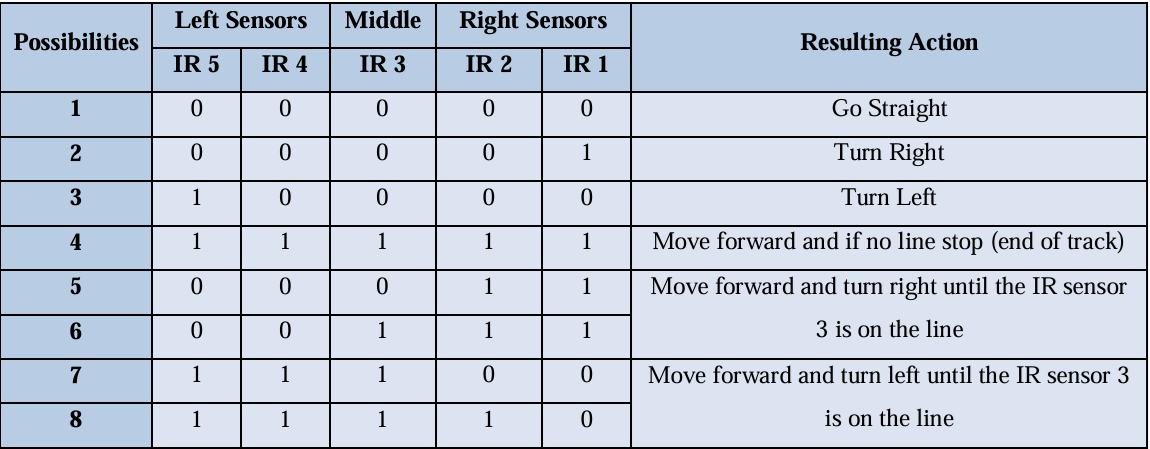 Possibilities Left Sensors Middle Right Sensors Resulting Action
IR 5 IR 4 IR 3 IR 2 IR 1
1 0 0 0 0 0 Go Straight
2 0 0 0 0 1 Turn Right
3 1 0 0 0 0 Turn Left
4 1 1 1 1 1 Move forward and if no line stop (end of track)
5 0 0 0 1 1 Move forward and turn right until the IR sensor
6 0 0 1 1 1 3 is on the line
7 1 1 1 0 0 Move forward and turn left until the IR sensor 3
8 1 1 1 1 0 is on the line